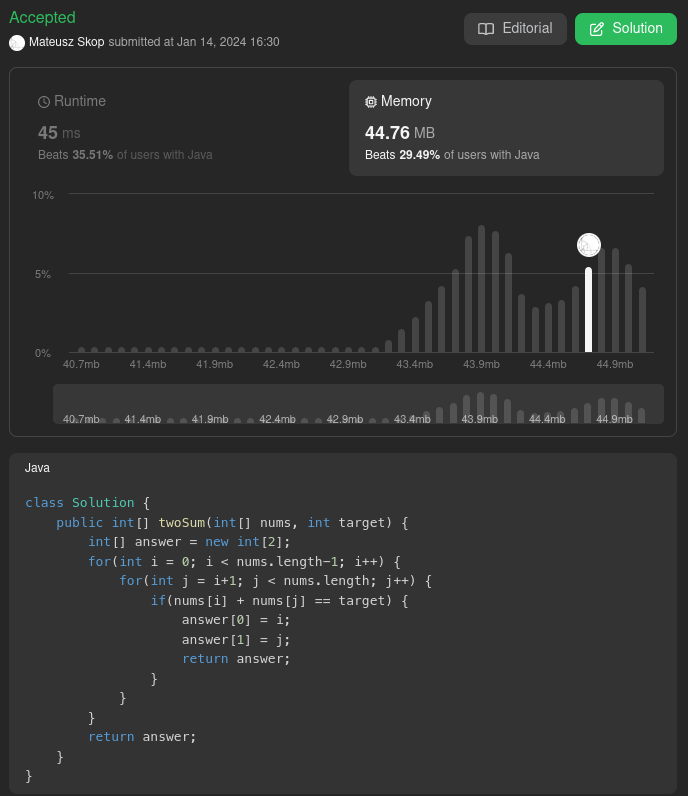 Accepted
Mateusz Skop submitted at Jan 14, 2024 16:30
Editorial
Solution
Runtime
45 ms
Beats 35.51% of users with Java
Memory
44.76 MB
Beats 29.49% of users with Java
10%
5%
0%
40.7mb 41.4mb 41.9mb 42.4mb 42.9mb 43.4mb 43.9mb 44.4mb 44.9mb
40.7mb 41.4mb 41.9mb 42.4mb 42.9mb 43.4mb 43.9mb 44.4mb 44.9mb
Java
class Solution {
    public int[] twoSum(int[] nums, int target) {
        int[] answer = new int[2];
        for(int i = 0; i < nums.length-1; i++) {
            for(int j = i+1; j < nums.length; j++) {
                if(nums[i] + nums[j] == target) {
                    answer[0] = i;
                    answer[1] = j;
                    return answer;
                }
            }
        }
        return answer;
    }
}